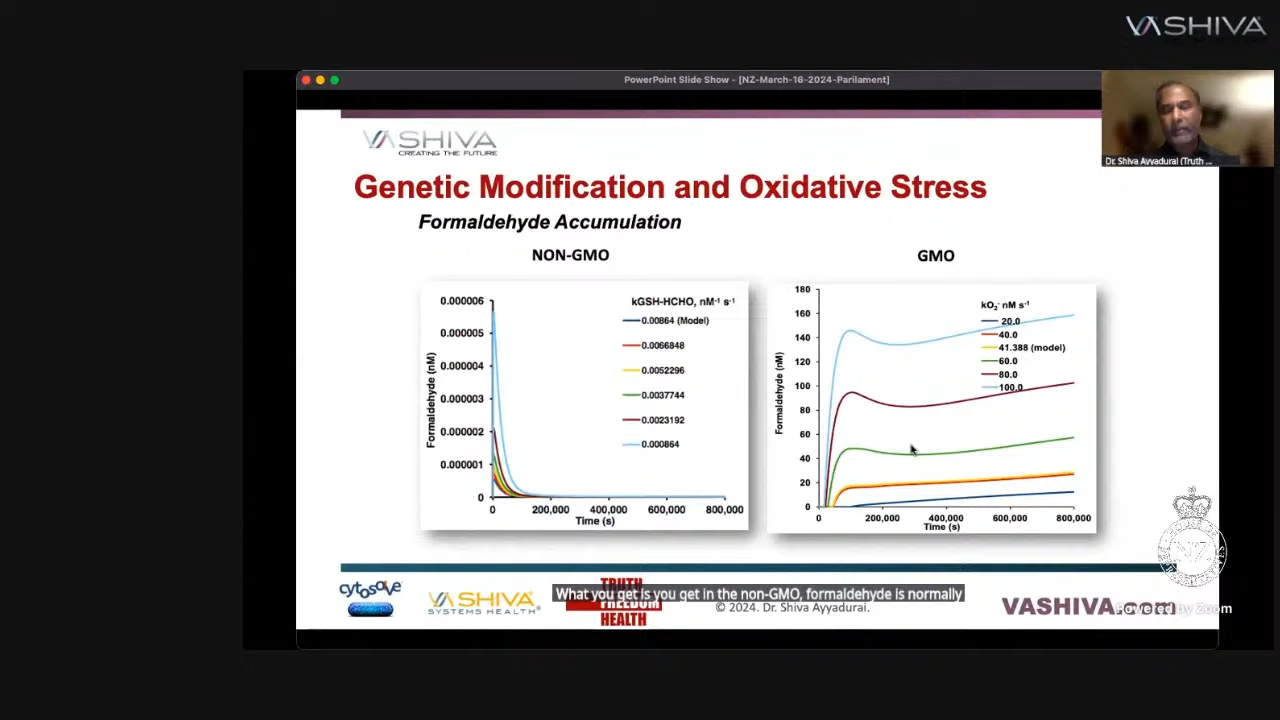 VASHIVA
PowerPoint Slide Show - [NZ-March-16-2024-Parilament]
Dr. Shiva Ayyadurai (Truth ...
VASHIVA
CREATING THE FUTURE
Genetic Modification and Oxidative Stress
Formaldehyde Accumulation
NON-GMO
GMO
kGSH-HCHO, nM⁻¹ s⁻¹
0.00864 (Model)
0.0066848
0.0052296
0.0037744
0.0023192
0.000864
Formaldehyde (nM)
0.000006
0.000005
0.000004
0.000003
0.000002
0.000001
0
0
200,000
400,000
600,000
800,000
Time (s)
kO₂⁻ nM s⁻¹
20.0
40.0
41.388 (model)
60.0
80.0
100.0
Formaldehyde (nM)
180
160
140
120
100
80
60
40
20
0
0
200,000
400,000
600,000
800,000
Time (s)
cytosolve
VASHIVA
SYSTEMS HEALTH®
TRUTH
FREEDOM
HEALTH
What you get is you get in the non-GMO, formaldehyde is normally
© 2024. Dr. Shiva Ayyadurai.
VASHIVA.com
Powered by Zoom